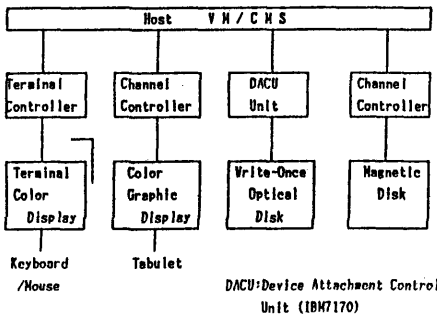 Host VM/CMS
Terminal Controller
Channel Controller
DACU Unit
Channel Controller
Terminal Color Display
Color Graphic Display
Write-Once Optical Disk
Magnetic Disk
Keyboard /Mouse
Tabulet
DACU:Device Attachment Control
Unit (IBM7170)